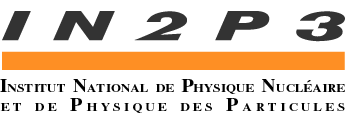 IN2P3
INSTITUT NATIONAL DE PHYSIQUE NUCLÉAIRE
ET DE PHYSIQUE DES PARTICULES